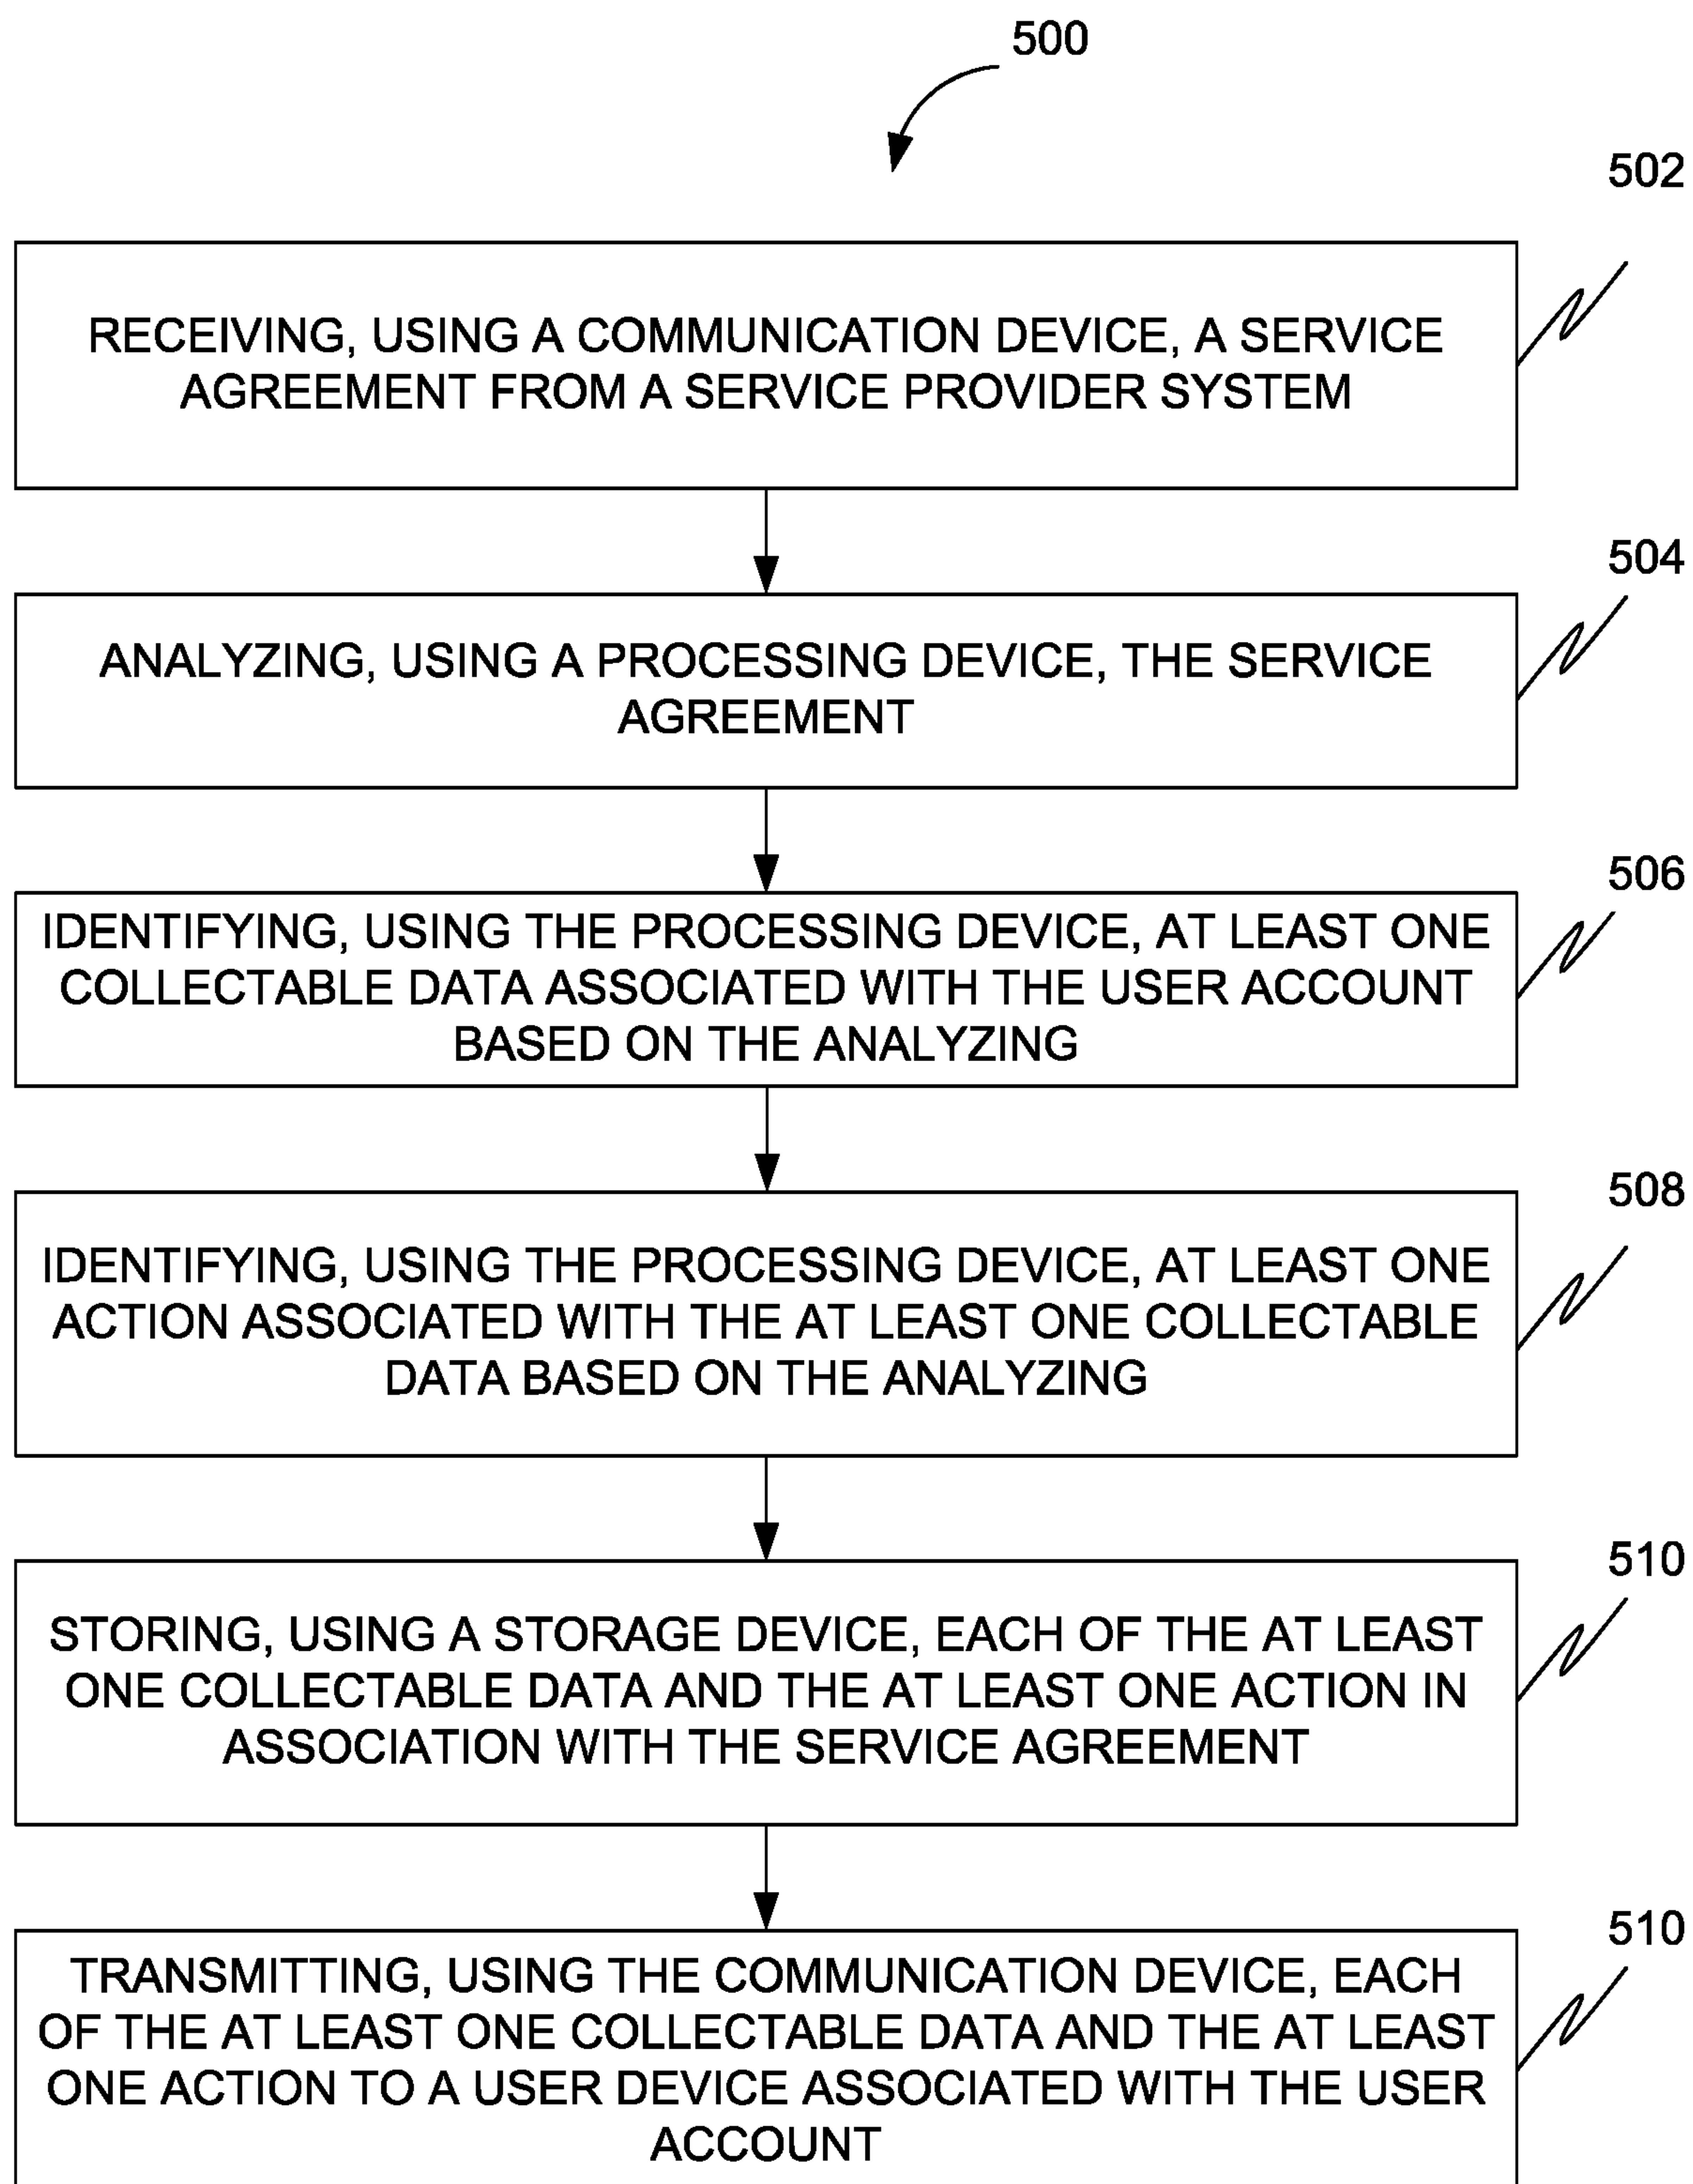 500
502
RECEIVING, USING A COMMUNICATION DEVICE, A SERVICE
AGREEMENT FROM A SERVICE PROVIDER SYSTEM
504
ANALYZING, USING A PROCESSING DEVICE, THE SERVICE
AGREEMENT
506
IDENTIFYING, USING THE PROCESSING DEVICE, AT LEAST ONE
COLLECTABLE DATA ASSOCIATED WITH THE USER ACCOUNT
BASED ON THE ANALYZING
508
IDENTIFYING, USING THE PROCESSING DEVICE, AT LEAST ONE
ACTION ASSOCIATED WITH THE AT LEAST ONE COLLECTABLE
DATA BASED ON THE ANALYZING
510
STORING, USING A STORAGE DEVICE, EACH OF THE AT LEAST
ONE COLLECTABLE DATA AND THE AT LEAST ONE ACTION IN
ASSOCIATION WITH THE SERVICE AGREEMENT
510
TRANSMITTING, USING THE COMMUNICATION DEVICE, EACH
OF THE AT LEAST ONE COLLECTABLE DATA AND THE AT LEAST
ONE ACTION TO A USER DEVICE ASSOCIATED WITH THE USER
ACCOUNT